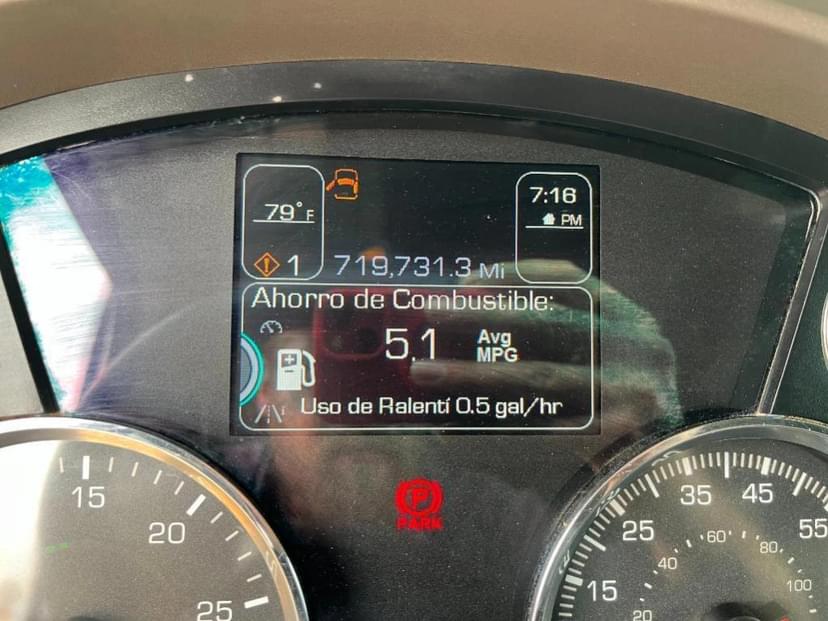 79°F
7:16
PM
1
719,731.3 Mi
Ahorro de Combustible:
5.1 Avg MPG
Uso de Ralentí 0.5 gal/hr
P
PARK
15
20
25
15
25
35
45
55
20
40
60
80
100